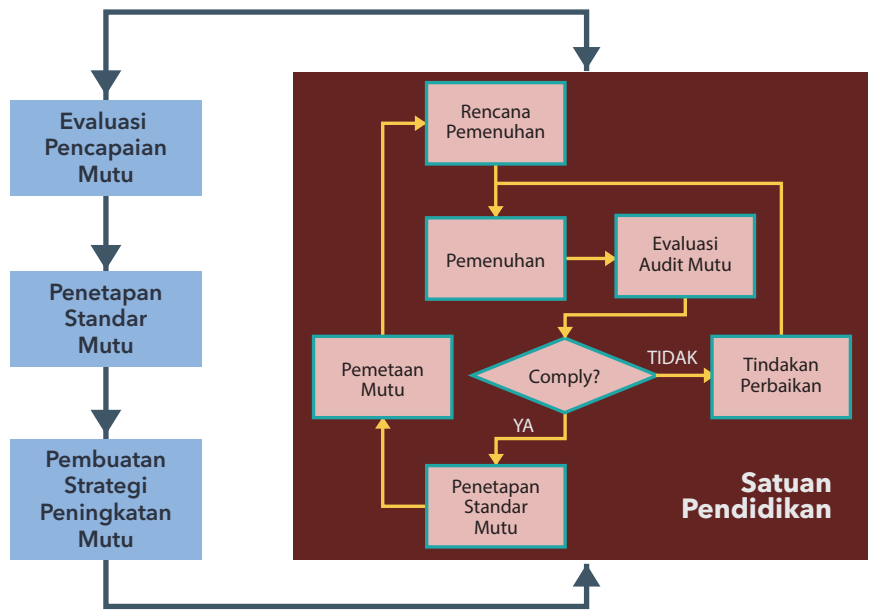 Evaluasi
Pencapaian
Mutu
Penetapan
Standar
Mutu
Pembuatan
Strategi
Peningkatan
Mutu
Rencana
Pemenuhan
Pemenuhan
Evaluasi
Audit Mutu
Pemetaan
Mutu
Comply?
TIDAK
Tindakan
Perbaikan
YA
Penetapan
Standar
Mutu
Satuan
Pendidikan